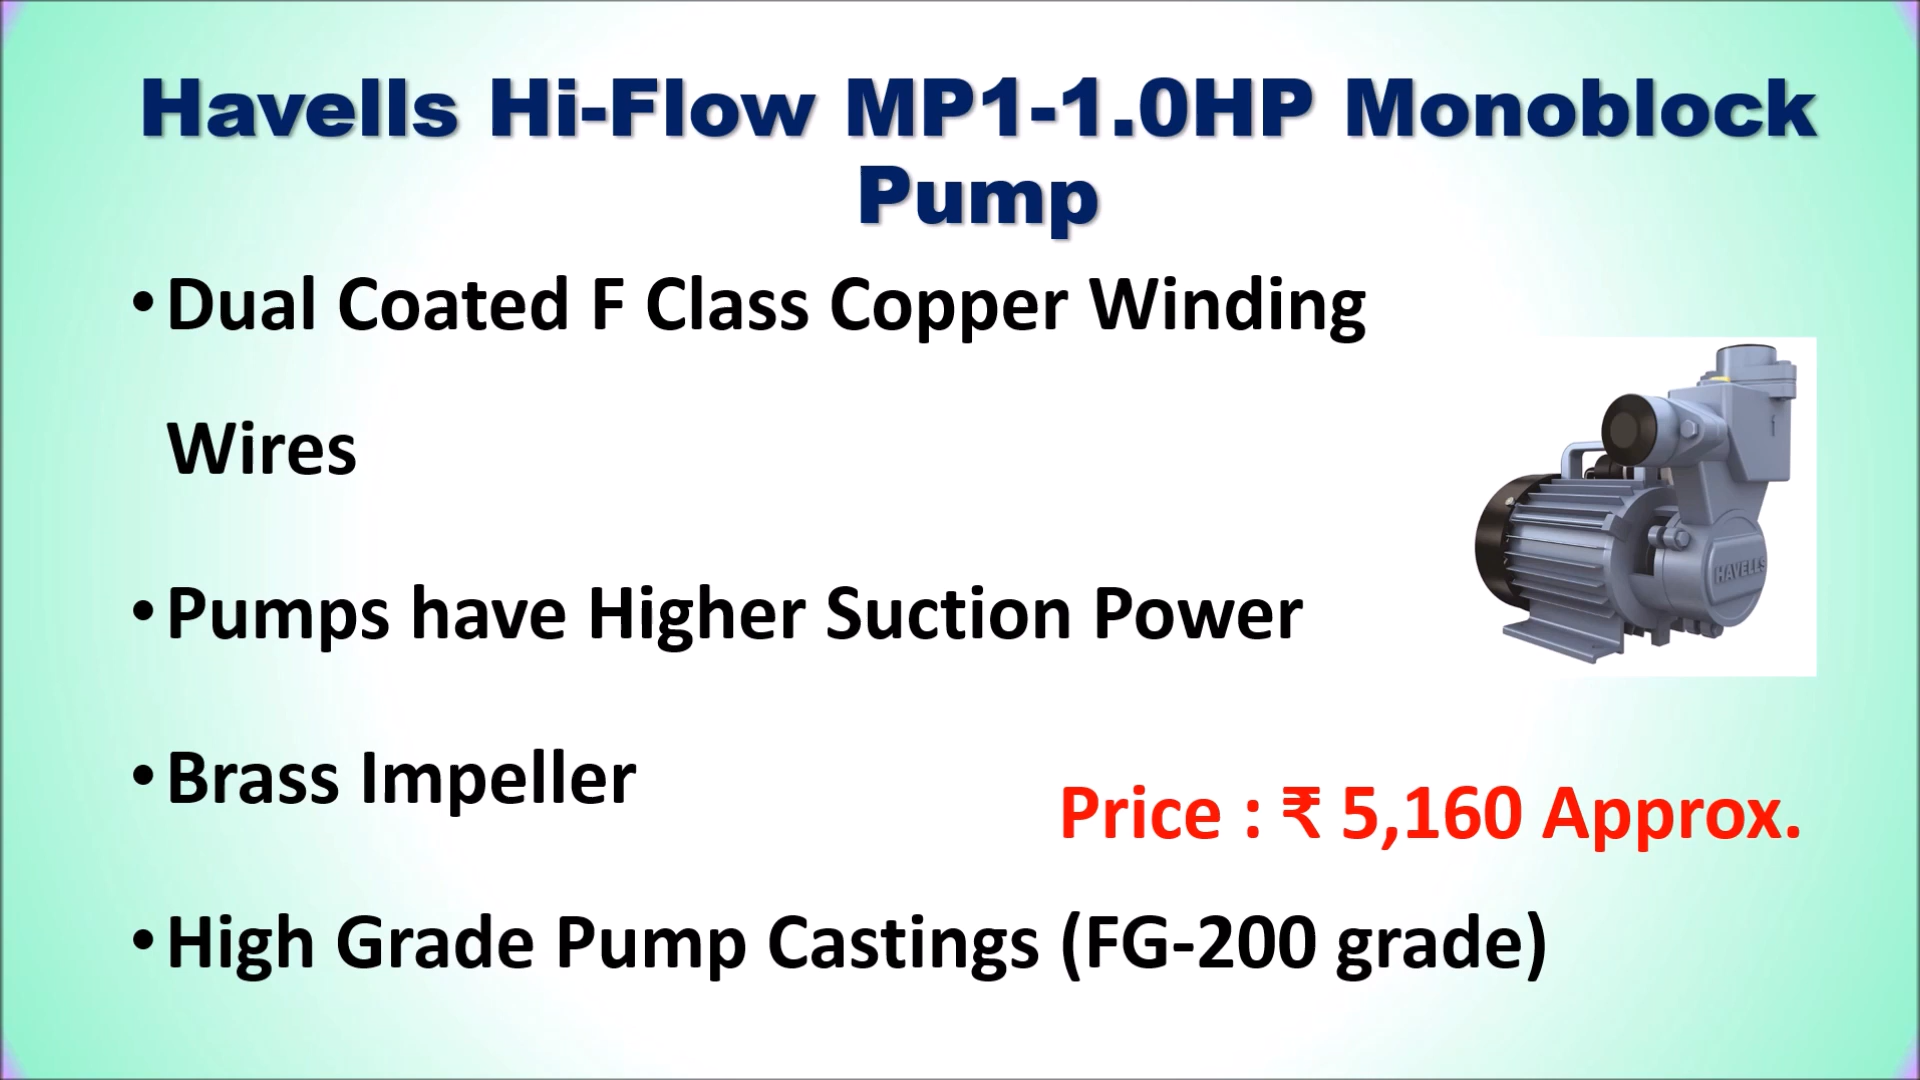 Havells Hi-Flow MP1-1.0HP Monoblock
Pump
•Dual Coated F Class Copper Winding
Wires
•Pumps have Higher Suction Power
HAVELLS
•Brass Impeller
Price : ₹ 5,160 Approx.
•High Grade Pump Castings (FG-200 grade)